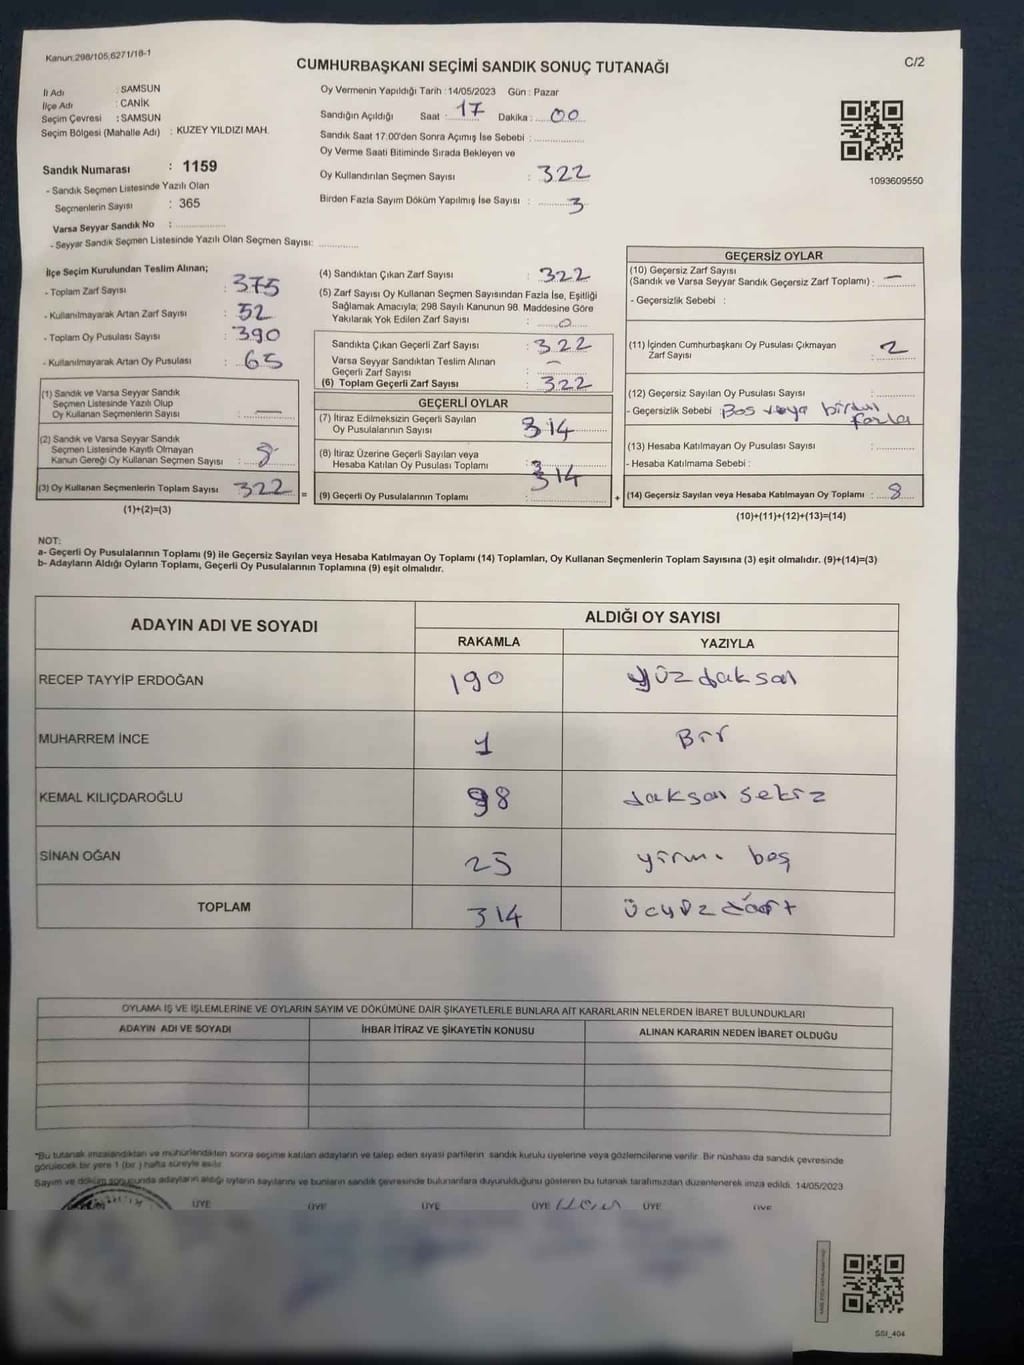 Kanun:298/105;6271/18-1
CUMHURBAŞKANI SEÇİMİ SANDIK SONUÇ TUTANAĞI
C/2
İl Adı : SAMSUN
İlçe Adı : CANİK
Seçim Çevresi : SAMSUN
Seçim Bölgesi (Mahalle Adı) : KUZEY YILDIZI MAH.
Sandık Numarası : 1159
- Sandık Seçmen Listesinde Yazılı Olan
Seçmenlerin Sayısı : 365
Varsa Seyyar Sandık No :
- Seyyar Sandık Seçmen Listesinde Yazılı Olan Seçmen Sayısı:
Oy Vermenin Yapıldığı Tarih : 14/05/2023 Gün : Pazar
Sandığın Açıldığı Saat : 17 Dakika : 00
Sandık Saat 17:00'den Sonra Açımış İse Sebebi :
Oy Verme Saati Bitiminde Sırada Bekleyen ve
Oy Kullandırılan Seçmen Sayısı : 322
Birden Fazla Sayım Döküm Yapılmış İse Sayısı : 3
1093609550
İlçe Seçim Kurulundan Teslim Alınan;
- Toplam Zarf Sayısı : 375
- Kullanılmayarak Artan Zarf Sayısı : 52
- Toplam Oy Pusulası Sayısı : 390
- Kullanılmayarak Artan Oy Pusulası : 65
(1) Sandık ve Varsa Seyyar Sandık
Seçmen Listesinde Yazılı Olup
Oy Kullanan Seçmenlerin Sayısı : —
(2) Sandık ve Varsa Seyyar Sandık
Seçmen Listesinde Kayıtlı Olmayan
Kanun Gereği Oy Kullanan Seçmen Sayısı : 8
(3) Oy Kullanan Seçmenlerin Toplam Sayısı 322
(1)+(2)=(3)
(4) Sandıktan Çıkan Zarf Sayısı : 322
(5) Zarf Sayısı Oy Kullanan Seçmen Sayısından Fazla İse, Eşitliği
Sağlamak Amacıyla; 298 Sayılı Kanunun 98. Maddesine Göre
Yakılarak Yok Edilen Zarf Sayısı : 0
Sandıkta Çıkan Geçerli Zarf Sayısı : 322
Varsa Seyyar Sandıktan Teslim Alınan
Geçerli Zarf Sayısı : —
(6) Toplam Geçerli Zarf Sayısı : 322
GEÇERLİ OYLAR
(7) İtiraz Edilmeksizin Geçerli Sayılan
Oy Pusulalarının Sayısı : 314
(8) İtiraz Üzerine Geçerli Sayılan veya
Hesaba Katılan Oy Pusulası Toplamı :
(9) Geçerli Oy Pusulalarının Toplamı : 314
=
+
GEÇERSİZ OYLAR
(10) Geçersiz Zarf Sayısı
(Sandık ve Varsa Seyyar Sandık Geçersiz Zarf Toplamı) : —
- Geçersizlik Sebebi :
(11) İçinden Cumhurbaşkanı Oy Pusulası Çıkmayan
Zarf Sayısı : 2
(12) Geçersiz Sayılan Oy Pusulası Sayısı :
- Geçersizlik Sebebi Boş veya birden
fazla
(13) Hesaba Katılmayan Oy Pusulası Sayısı :
- Hesaba Katılmama Sebebi :
(14) Geçersiz Sayılan veya Hesaba Katılmayan Oy Toplamı : 8
(10)+(11)+(12)+(13)=(14)
NOT:
a- Geçerli Oy Pusulalarının Toplamı (9) ile Geçersiz Sayılan veya Hesaba Katılmayan Oy Toplamı (14) Toplamları, Oy Kullanan Seçmenlerin Toplam Sayısına (3) eşit olmalıdır. (9)+(14)=(3)
b- Adayların Aldığı Oyların Toplamı, Geçerli Oy Pusulalarının Toplamına (9) eşit olmalıdır.
ADAYIN ADI VE SOYADI
ALDIĞI OY SAYISI
RAKAMLA YAZIYLA
RECEP TAYYİP ERDOĞAN 190 yüzdoksan
MUHARREM İNCE 1 Bir
KEMAL KILIÇDAROĞLU 98 doksan sekiz
SİNAN OĞAN 25 yirmi beş
TOPLAM 314 Üçyüz
OYLAMA İŞ VE İŞLEMLERİNE VE OYLARIN SAYIM VE DÖKÜMÜNE DAİR ŞİKAYETLERLE BUNLARA AİT KARARLARIN NELERDEN İBARET BULUNDUKLARI
ADAYIN ADI VE SOYADI İHBAR İTİRAZ VE ŞİKAYETİN KONUSU ALINAN KARARIN NEDEN İBARET OLDUĞU
*Bu tutanak imzalandıktan ve mühürlendikten sonra seçime katılan adayların ve talep eden siyasi partilerin sandık kurulu üyelerine veya gözlemcilerine verilir. Bir nüshası da sandık çevresinde
görülecek bir yere 1 (bir ) hafta süreyle asılır.
Sayım ve döküm sonucunda adayların aldığı oyların sayılarını ve bunların sandık çevresinde bulunanlara duyurulduğunu gösteren bu tutanak tarafımızdan düzenlenerek imza edildi. 14/05/2023
ÜYE ÜYE ÜYE ÜYE ÜYE ÜYE
SSI_404